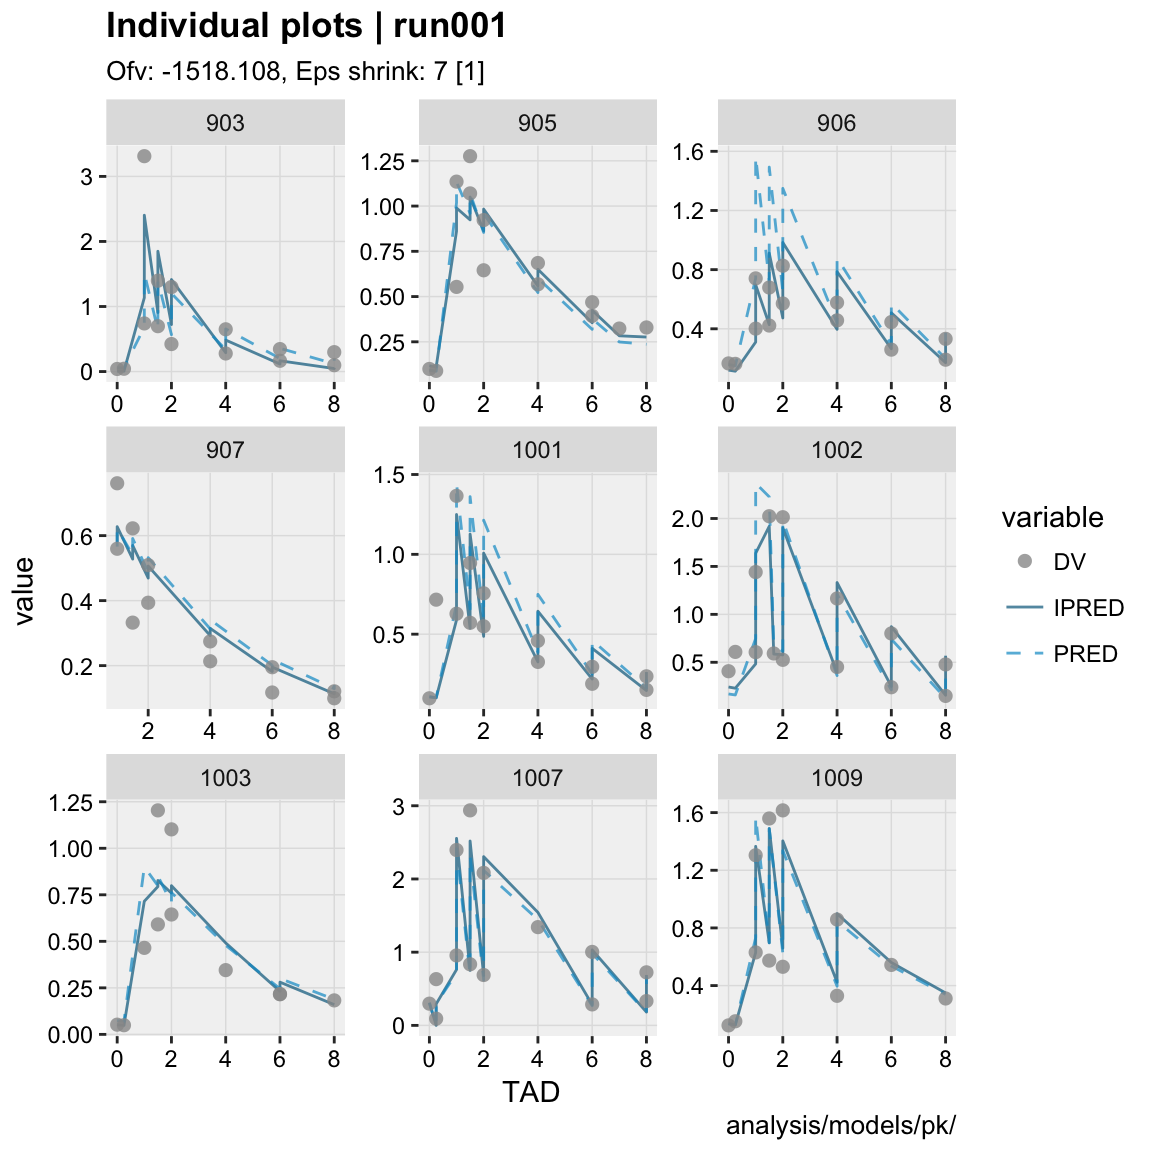 Individual plots | run001
Ofv: -1518.108, Eps shrink: 7 [1]
903 905 906
3
2
1
0
1.25
1.00
0.75
0.50
0.25
1.6
1.2
0.8
0.4
0 2 4 6 8 0 2 4 6 8 0 2 4 6 8
907 1001 1002
0.6
0.4
0.2
1.5
1.0
0.5
2.0
1.5
1.0
0.5
2 4 6 8 0 2 4 6 8 0 2 4 6 8
1003 1007 1009
1.25
1.00
0.75
0.50
0.25
0.00
3
2
1
0
1.6
1.2
0.8
0.4
0 2 4 6 8 0 2 4 6 8 0 2 4 6 8
value
TAD
variable
DV
IPRED
PRED
analysis/models/pk/